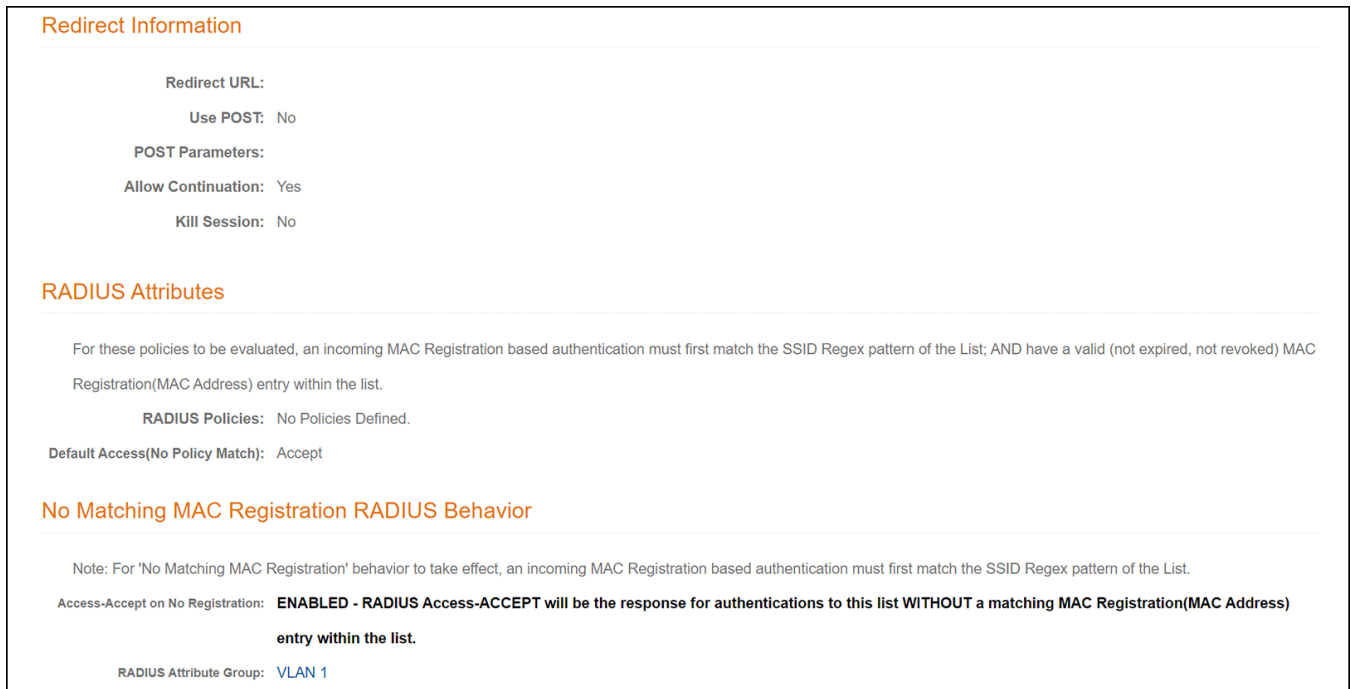 Redirect Information
Redirect URL:
Use POST: No
POST Parameters:
Allow Continuation: Yes
Kill Session: No
RADIUS Attributes
For these policies to be evaluated, an incoming MAC Registration based authentication must first match the SSID Regex pattern of the List; AND have a valid (not expired, not revoked) MAC
Registration(MAC Address) entry within the list.
RADIUS Policies: No Policies Defined.
Default Access(No Policy Match): Accept
No Matching MAC Registration RADIUS Behavior
Note: For 'No Matching MAC Registration' behavior to take effect, an incoming MAC Registration based authentication must first match the SSID Regex pattern of the List.
Access-Accept on No Registration: ENABLED - RADIUS Access-ACCEPT will be the response for authentications to this list WITHOUT a matching MAC Registration(MAC Address)
entry within the list.
RADIUS Attribute Group: VLAN 1